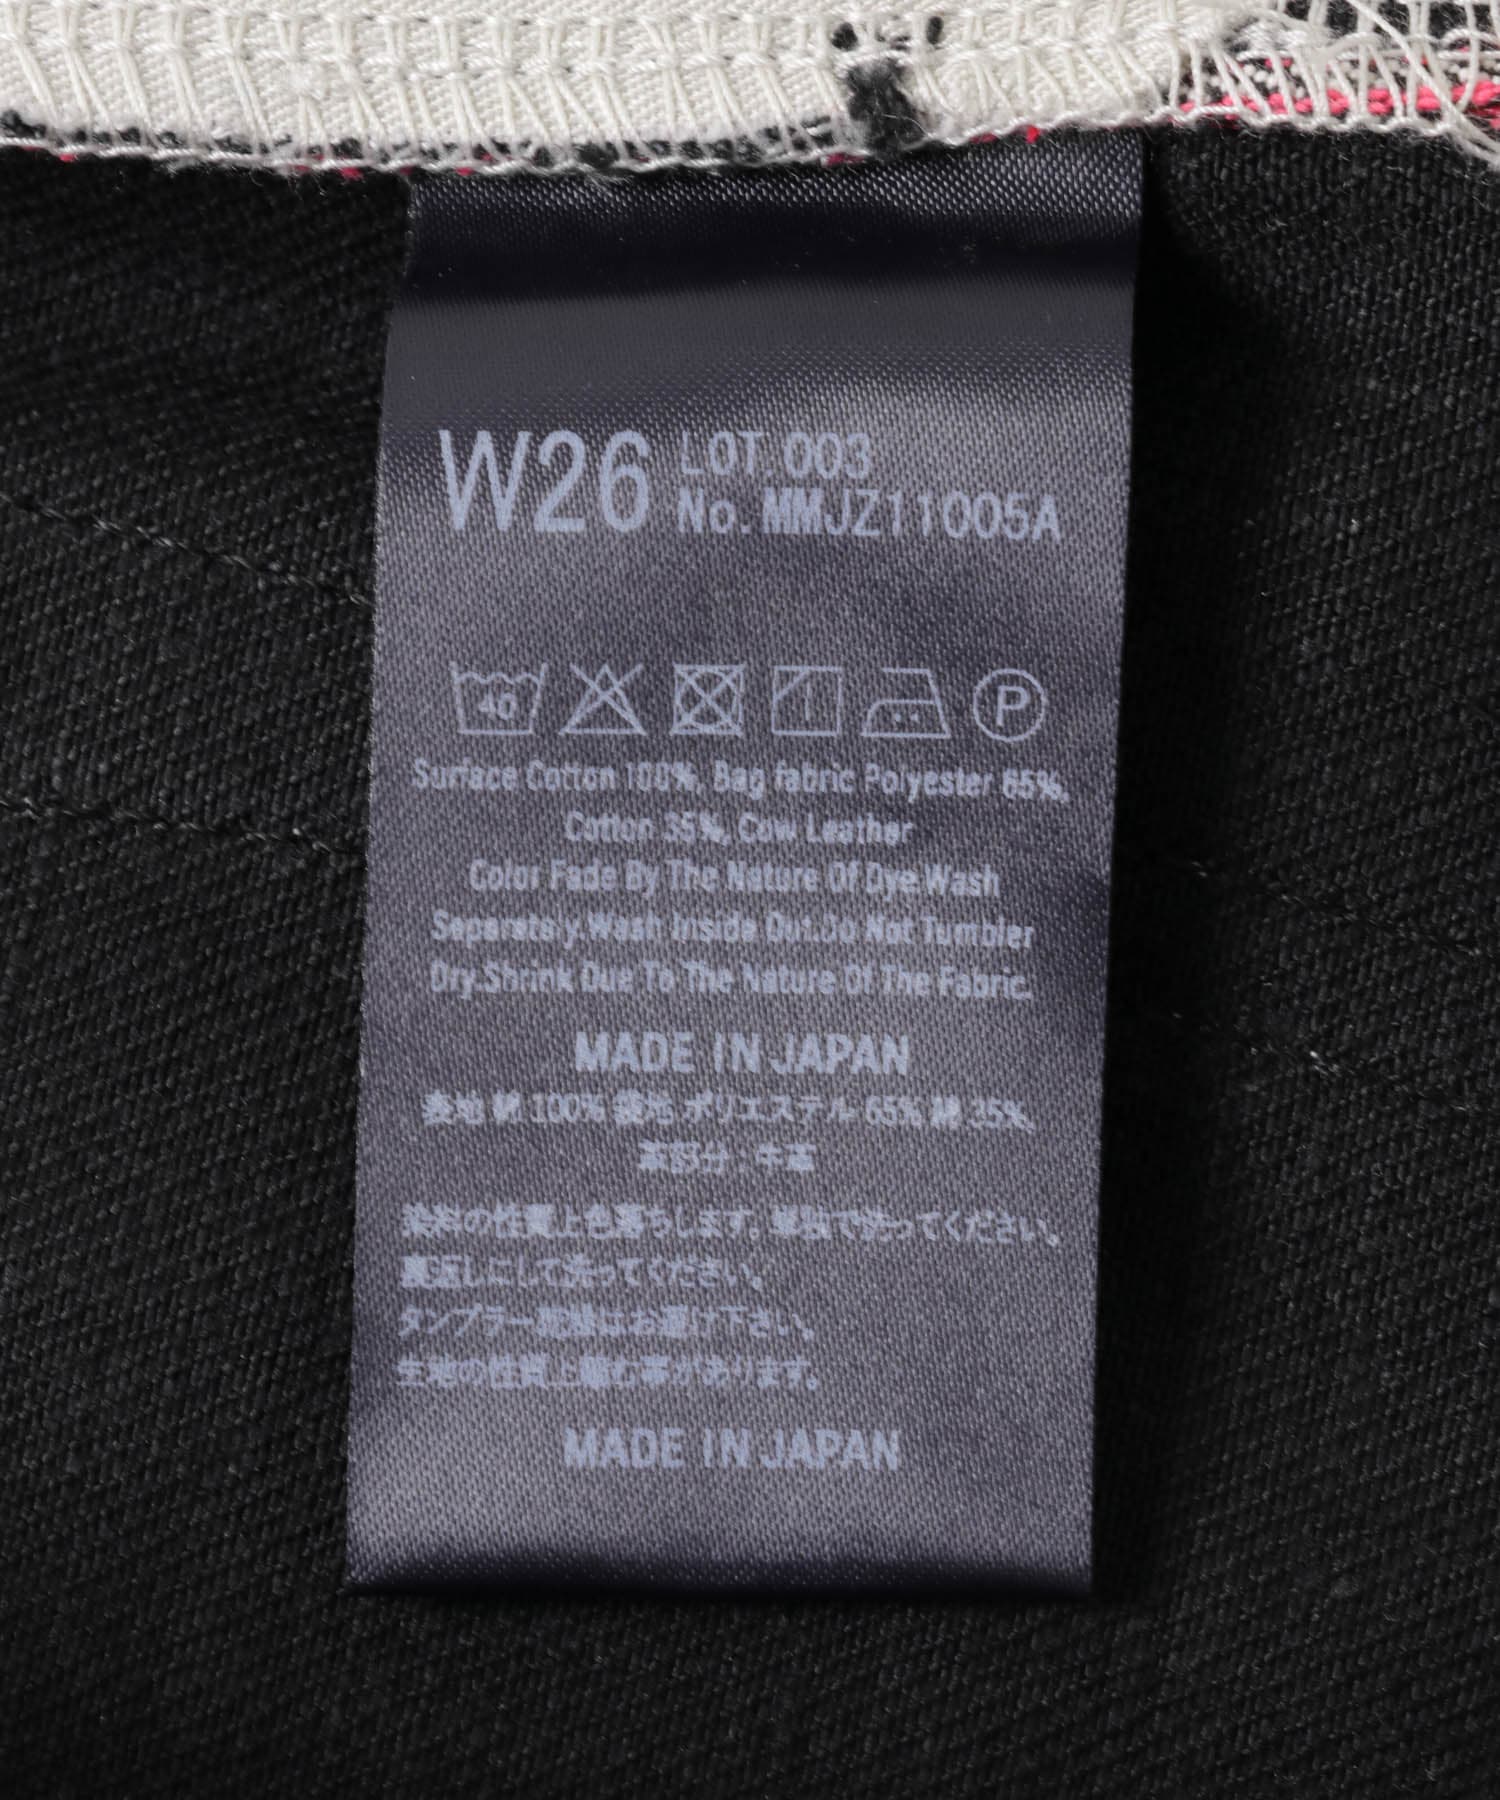 W26 LOT. 003
No. MMJZ11005A
40
P
Surface Cotton 100%, Bag fabric Polyester 65%,
Cotton 35%, Cow Leather
Color Fade By The Nature Of Dye.Wash
Separately.Wash Inside Out.Do Not Tumbler
Dry.Shrink Due To The Nature Of The Fabric.
MADE IN JAPAN
表地 綿 100% 袋地 ポリエステル 65% 綿 35%
革部分:牛革
染料の性質上色落ちします。単独で洗ってください。
裏返しにして洗ってください。
タンブラー乾燥はお避け下さい。
生地の性質上縮む事があります。
MADE IN JAPAN